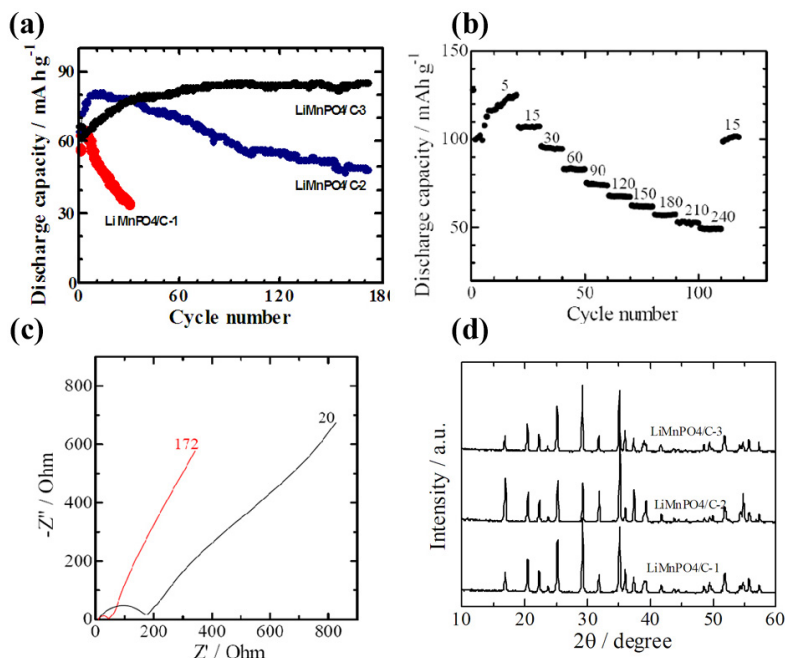 (a)
Discharge capacity / mA h g⁻¹
90
60
30
0
LiMnPO4/C-3
LiMnPO4/ C-2
LiMnPO4/C-1
0
60
120
180
Cycle number
(b)
Discharge capacity / mAh g⁻¹
150
100
50
5
15
30
60
90
120
150
180
210
240
15
0
50
100
Cycle number
(c)
-Z'' / Ohm
800
600
400
200
0
172
20
0
200
400
600
800
Z' / Ohm
(d)
Intensity / a.u.
LiMnPO4/C-3
LiMnPO4/C-2
LiMnPO4/C-1
10
20
30
40
50
60
2θ / degree